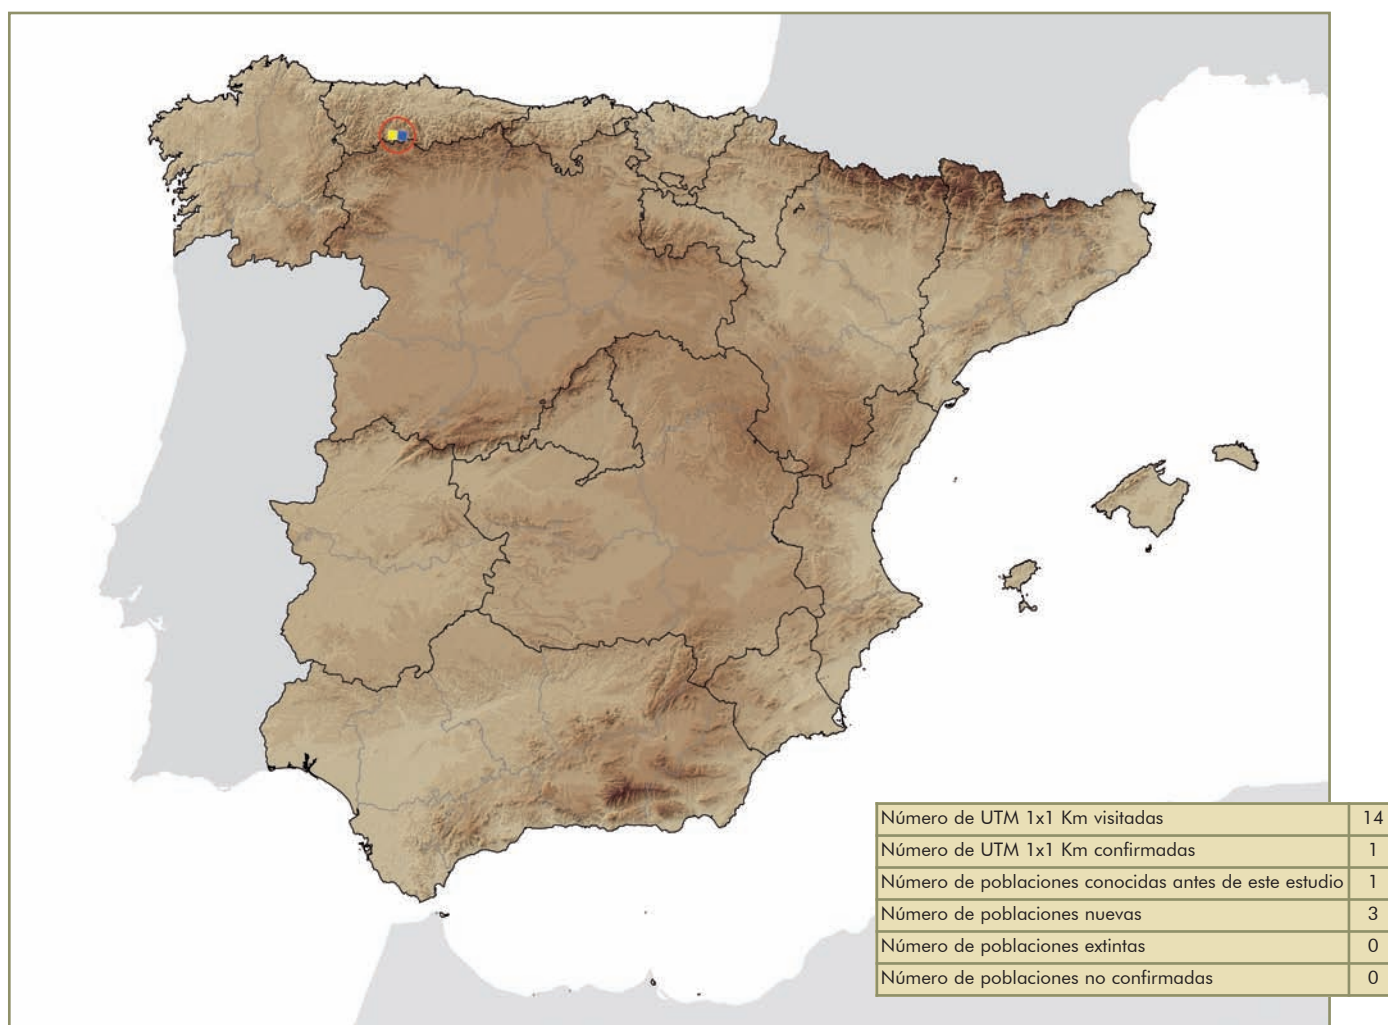 Número de UTM 1x1 Km visitadas 14
Número de UTM 1x1 Km confirmadas 1
Número de poblaciones conocidas antes de este estudio 1
Número de poblaciones nuevas 3
Número de poblaciones extintas 0
Número de poblaciones no confirmadas 0